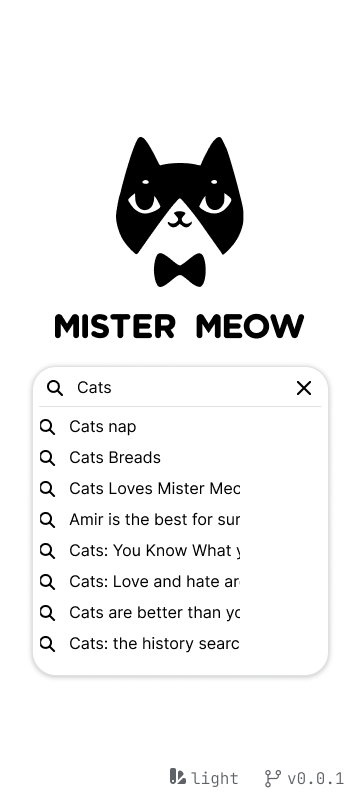 MISTER MEOW
Cats
Cats nap
Cats Breads
Cats Loves Mister Meo
Amir is the best for sur
Cats: You Know What
Cats: Love and hate ar
Cats are better than yo
Cats: the history searc
light
v0.0.1